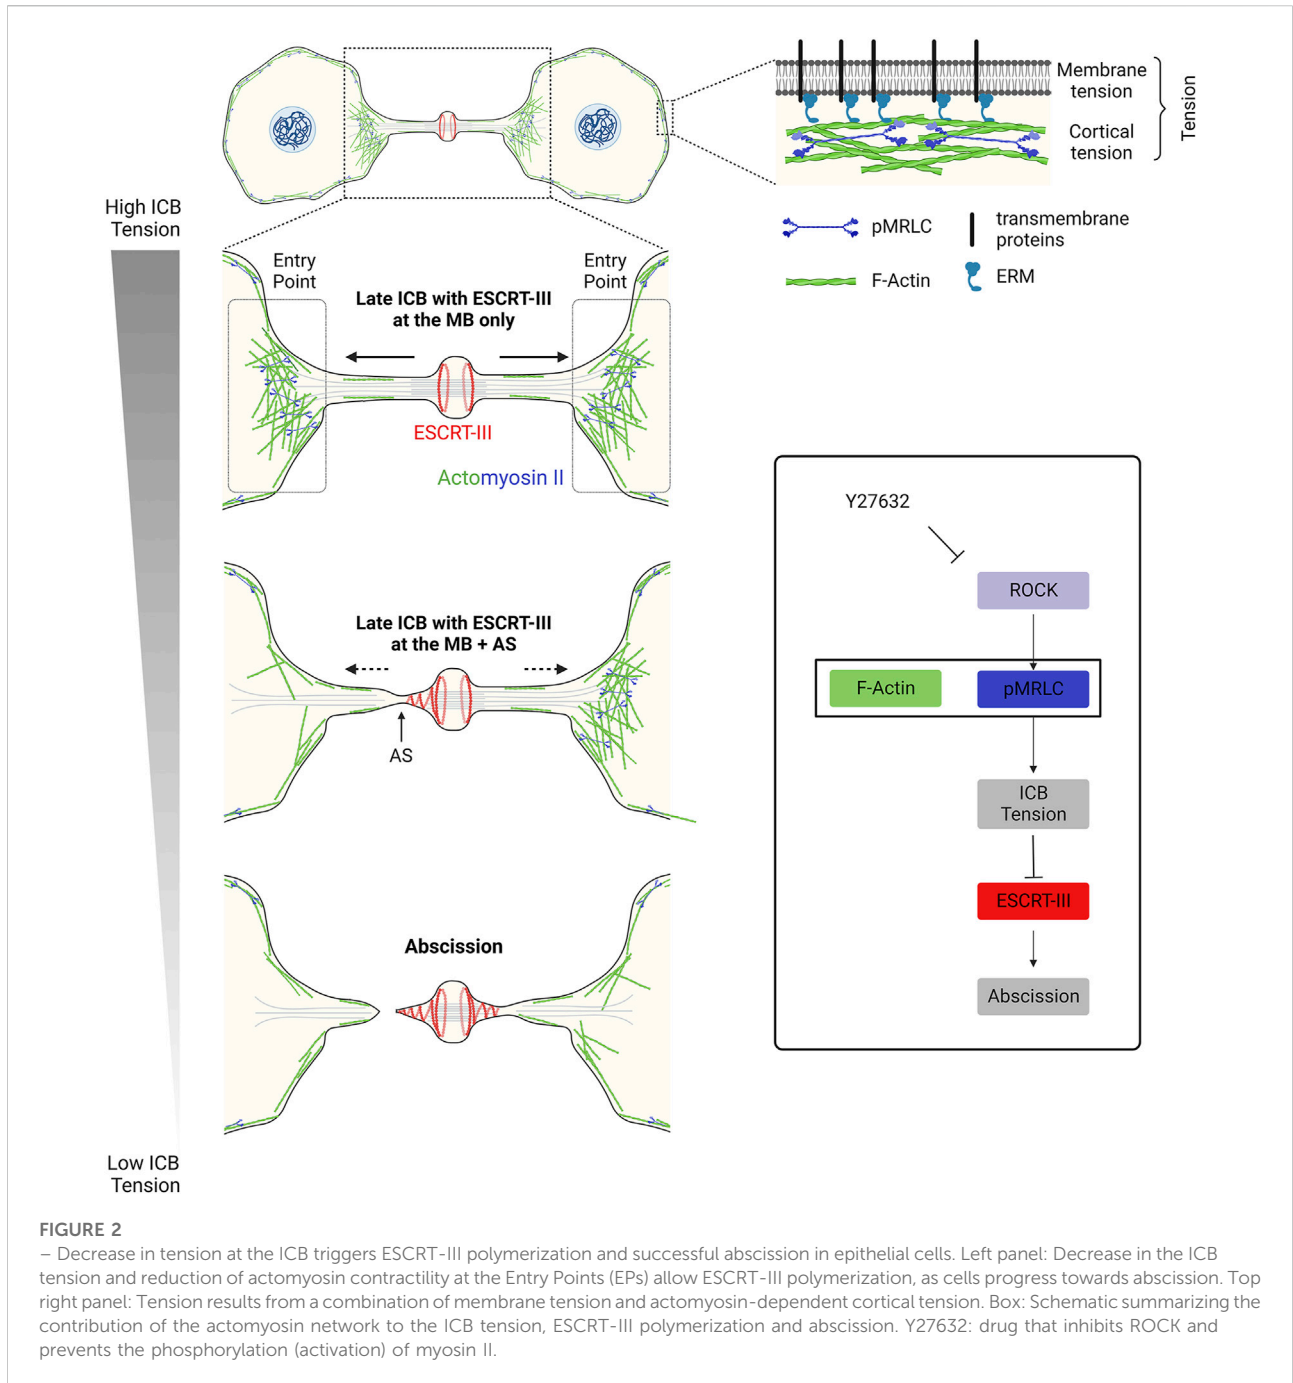 Membrane
tension
Cortical
tension
Tension
pMRLC
transmembrane
proteins
F-Actin
ERM
High ICB
Tension
Entry
Point
Entry
Point
Late ICB with ESCRT-III
at the MB only
ESCRT-III
Actomyosin II
Late ICB with ESCRT-III
at the MB + AS
AS
Abscission
Low ICB
Tension
Y27632
ROCK
F-Actin
pMRLC
ICB
Tension
ESCRT-III
Abscission
FIGURE 2
– Decrease in tension at the ICB triggers ESCRT-III polymerization and successful abscission in epithelial cells. Left panel: Decrease in the ICB
tension and reduction of actomyosin contractility at the Entry Points (EPs) allow ESCRT-III polymerization, as cells progress towards abscission. Top
right panel: Tension results from a combination of membrane tension and actomyosin-dependent cortical tension. Box: Schematic summarizing the
contribution of the actomyosin network to the ICB tension, ESCRT-III polymerization and abscission. Y27632: drug that inhibits ROCK and
prevents the phosphorylation (activation) of myosin II.